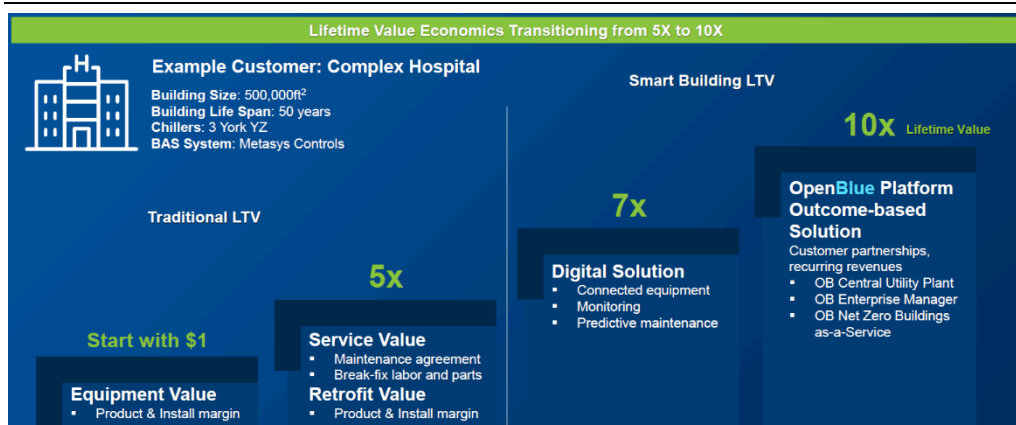 Lifetime Value Economics Transitioning from 5X to 10X
H
Example Customer: Complex Hospital
Building Size: 500,000ft²
Building Life Span: 50 years
Chillers: 3 York YZ
BAS System: Metasys Controls
Traditional LTV
Start with $1
Equipment Value
▪ Product & Install margin
5x
Service Value
▪ Maintenance agreement
▪ Break-fix labor and parts
Retrofit Value
▪ Product & Install margin
Smart Building LTV
7x
Digital Solution
▪ Connected equipment
▪ Monitoring
▪ Predictive maintenance
10x Lifetime Value
OpenBlue Platform
Outcome-based
Solution
Customer partnerships,
recurring revenues
▪ OB Central Utility Plant
▪ OB Enterprise Manager
▪ OB Net Zero Buildings
as-a-Service